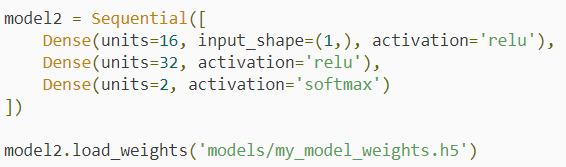 model2 = Sequential([
    Dense(units=16, input_shape=(1,), activation='relu'),
    Dense(units=32, activation='relu'),
    Dense(units=2, activation='softmax')
])

model2.load_weights('models/my_model_weights.h5')